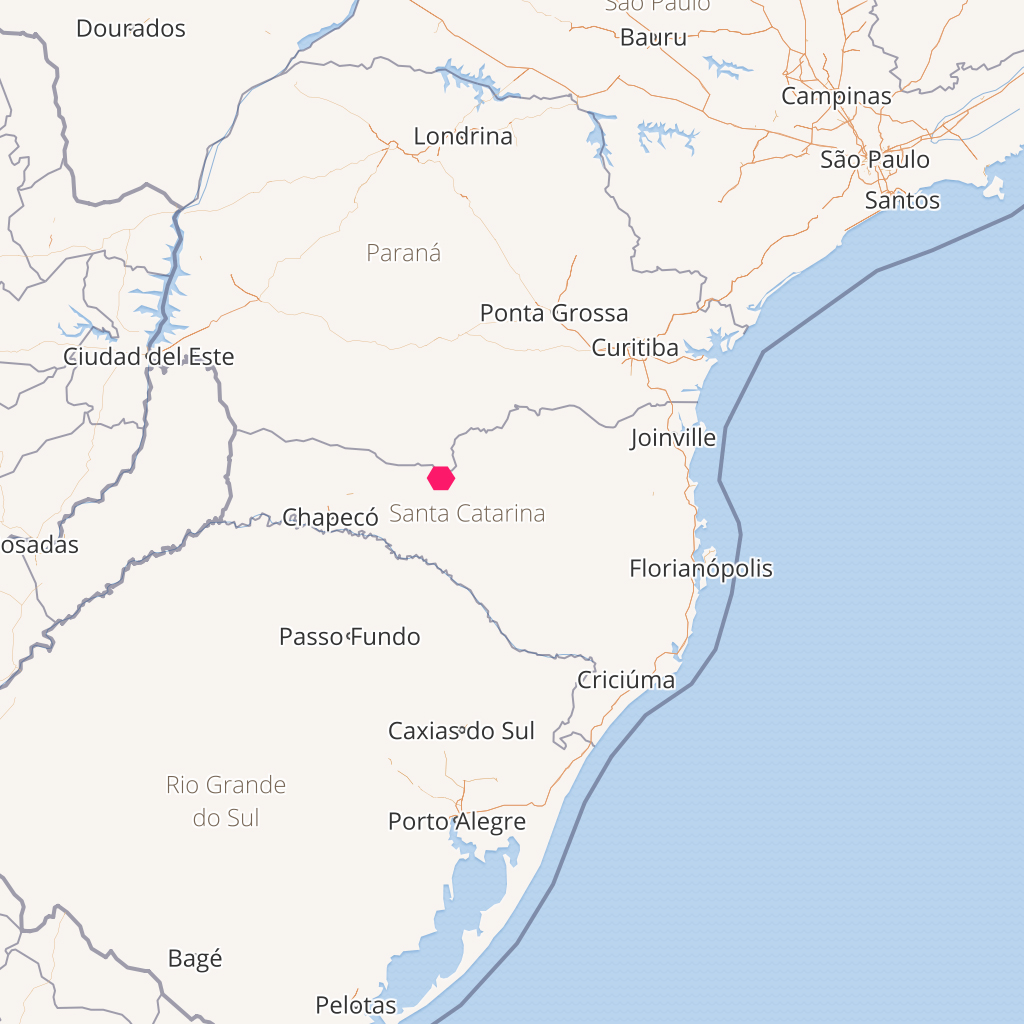 São Paulo
Dourados
Bauru
Campinas
Londrina
São Paulo
Santos
Paraná
Ponta Grossa
Curitiba
Ciudad del Este
Joinville
Chapecó
Santa Catarina
osadas
Florianópolis
Passo Fundo
Criciúma
Caxias do Sul
Rio Grande
do Sul
Porto Alegre
Bagé
Pelotas